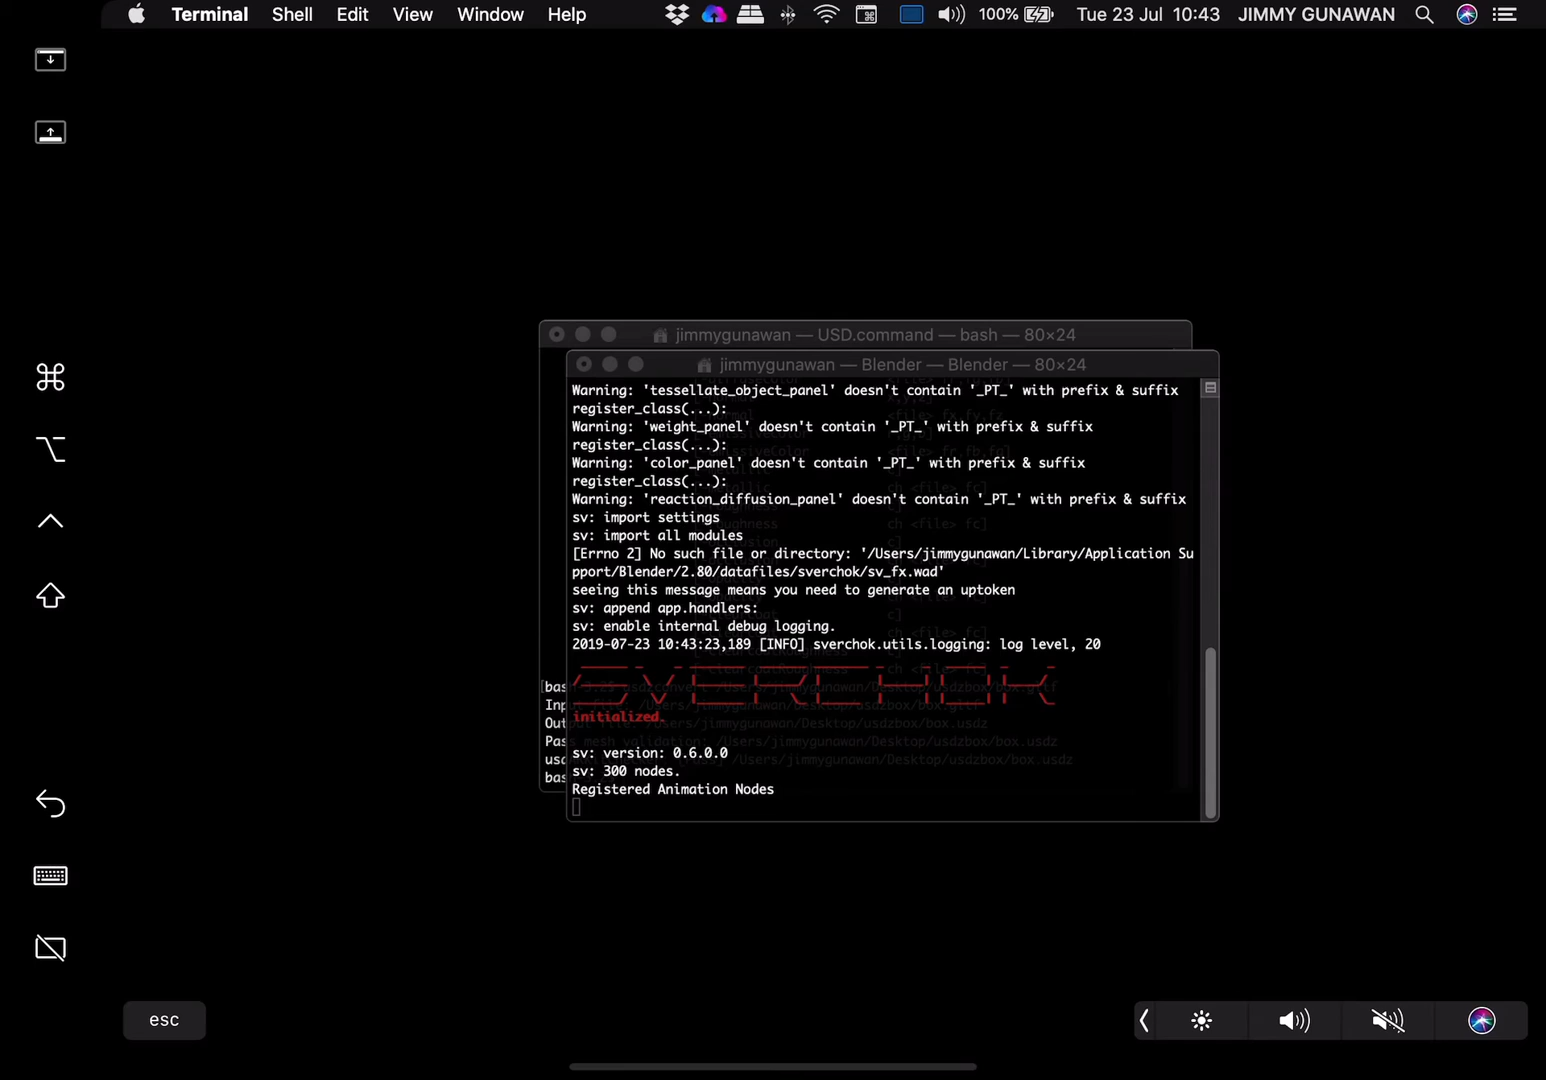 Terminal Shell Edit View Window Help 100% Tue 23 Jul 10:43 JIMMY GUNAWAN
jimmygunawan — USD.command — bash — 80×24
jimmygunawan — Blender — Blender — 80×24
Warning: 'tessellate_object_panel' doesn't contain '_PT_' with prefix & suffix
register_class(...):
Warning: 'weight_panel' doesn't contain '_PT_' with prefix & suffix
register_class(...):
Warning: 'color_panel' doesn't contain '_PT_' with prefix & suffix
register_class(...):
Warning: 'reaction_diffusion_panel' doesn't contain '_PT_' with prefix & suffix
sv: import settings
sv: import all modules
[Errno 2] No such file or directory: '/Users/jimmygunawan/Library/Application Su
pport/Blender/2.80/datafiles/sverchok/sv_fx.wad'
seeing this message means you need to generate an uptoken
sv: append app.handlers:
sv: enable internal debug logging.
2019-07-23 10:43:23,189 [INFO] sverchok.utils.logging: log level, 20
SVERCHOK
initialized.
sv: version: 0.6.0.0
sv: 300 nodes.
Registered Animation Nodes
esc